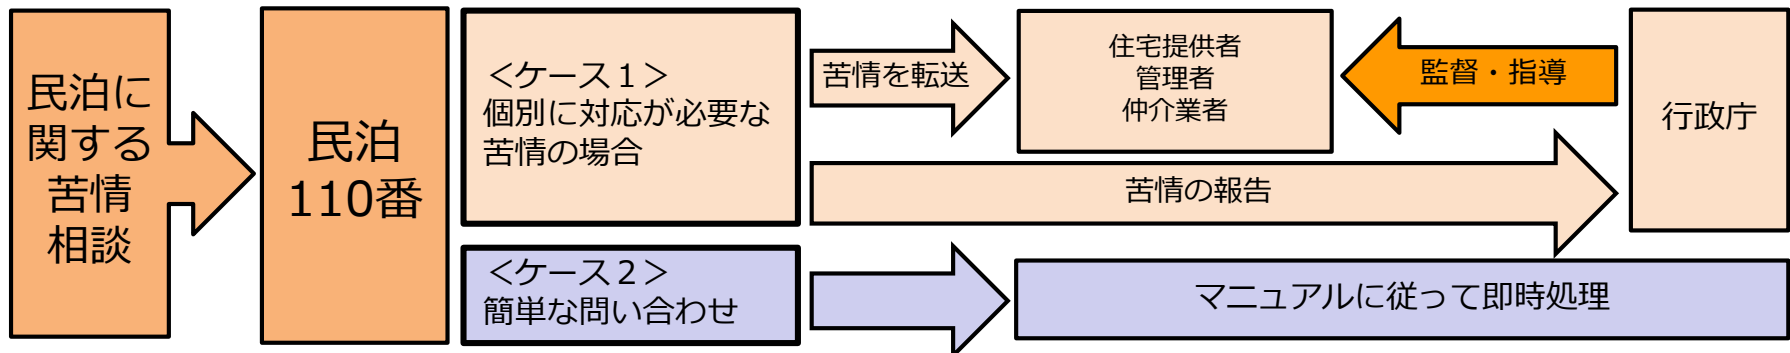 民泊に
関する
苦情
相談
民泊
110番
＜ケース１＞
個別に対応が必要な
苦情の場合
苦情を転送
住宅提供者
管理者
仲介業者
監督・指導
行政庁
苦情の報告
＜ケース２＞
簡単な問い合わせ
マニュアルに従って即時処理